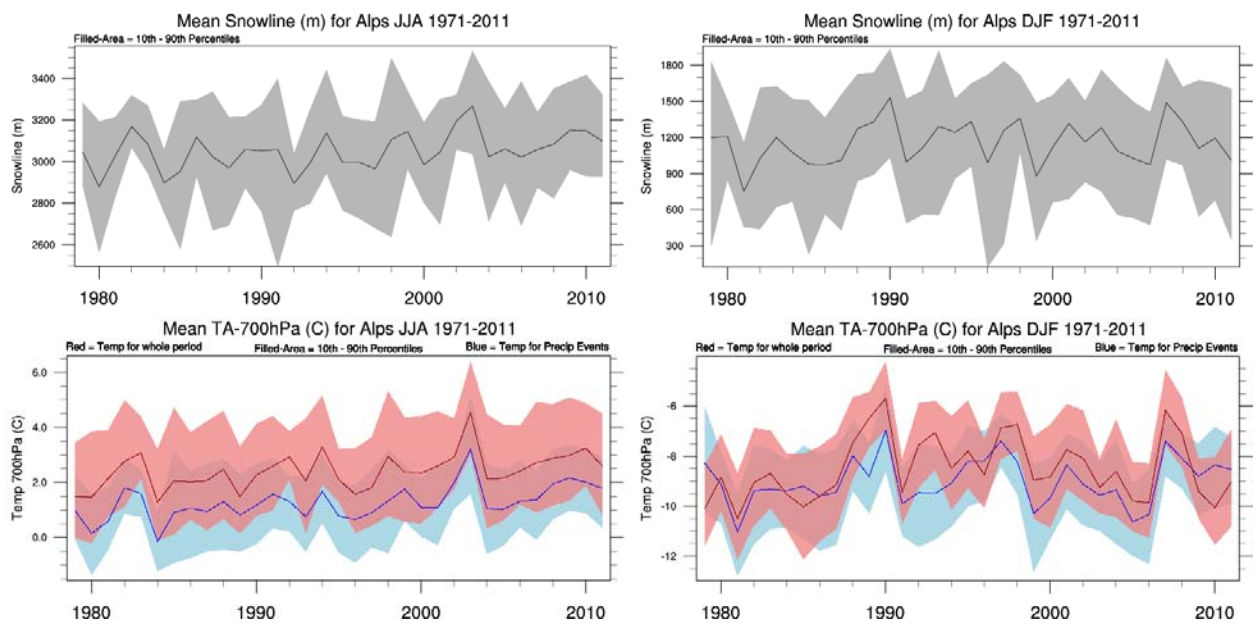 Mean Snowline (m) for Alps JJA 1971-2011
Filled-Area = 10th - 90th Percentiles
3400
3200
3000
2800
2600
Snowline (m)
1980 1990 2000 2010
Mean Snowline (m) for Alps DJF 1971-2011
Filled-Area = 10th - 90th Percentiles
1800
1500
1200
900
600
300
Snowline (m)
1980 1990 2000 2010
Mean TA-700hPa (C) for Alps JJA 1971-2011
Red = Temp for whole period Filled-Area = 10th - 90th Percentiles Blue = Temp for Precip Events
6.0
4.0
2.0
0.0
Temp 700hPa (C)
1980 1990 2000 2010
Mean TA-700hPa (C) for Alps DJF 1971-2011
Red = Temp for whole period Filled-Area = 10th - 90th Percentiles Blue = Temp for Precip Events
-6
-8
-10
-12
Temp 700hPa (C)
1980 1990 2000 2010